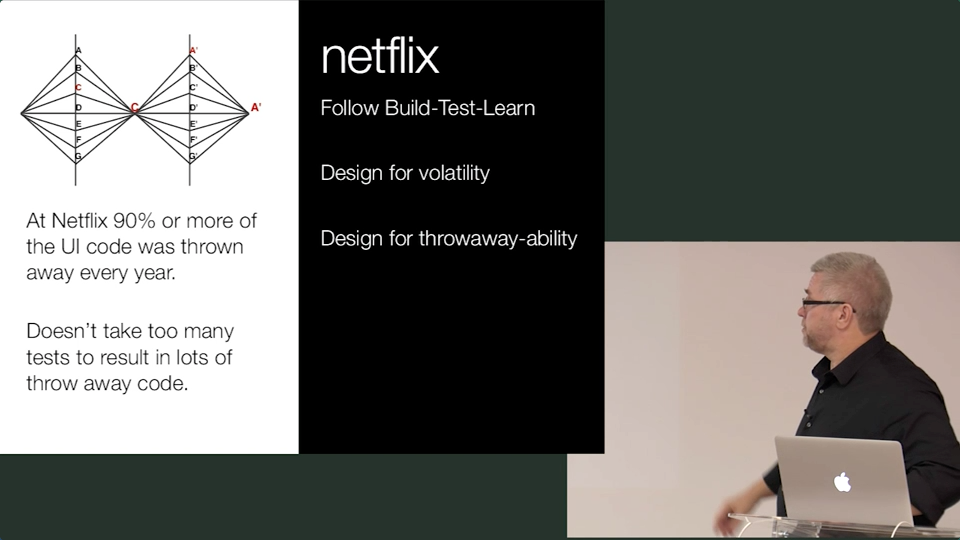 A
B
C
D
E
F
G
C
A'
B'
C'
D'
E'
F'
G'
A'
At Netflix 90% or more of
the UI code was thrown
away every year.
Doesn't take too many
tests to result in lots of
throw away code.
netflix
Follow Build-Test-Learn
Design for volatility
Design for throwaway-ability